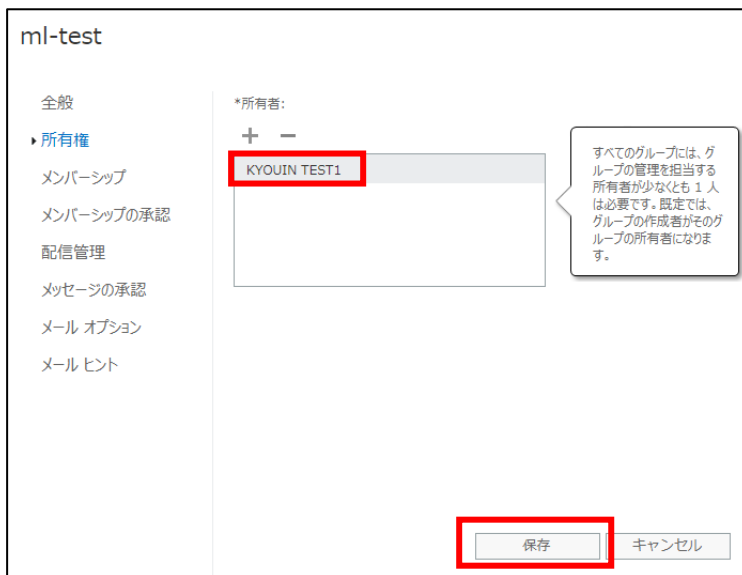 ml-test
全般
所有権
メンバーシップ
メンバーシップの承認
配信管理
メッセージの承認
メール オプション
メール ヒント
*所有者:
+ −
KYOUIN TEST1
すべてのグループには、グ
ループの管理を担当する
所有者が少なくとも 1 人
は必要です。既定では、
グループの作成者がそのグ
ループの所有者になりま
す。
保存
キャンセル